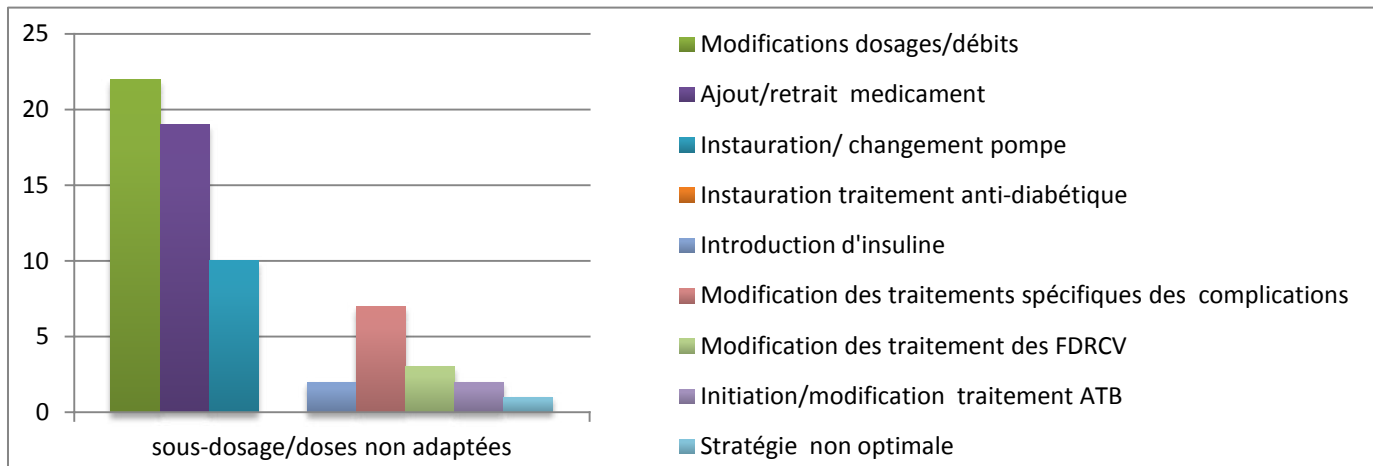 25
20
15
10
5
0
sous-dosage/doses non adaptées
Modifications dosages/débits
Ajout/retrait  medicament
Instauration/ changement pompe
Instauration traitement anti-diabétique
Introduction d'insuline
Modification des traitements spécifiques des  complications
Modification des traitement des FDRCV
Initiation/modification  traitement ATB
Stratégie  non optimale